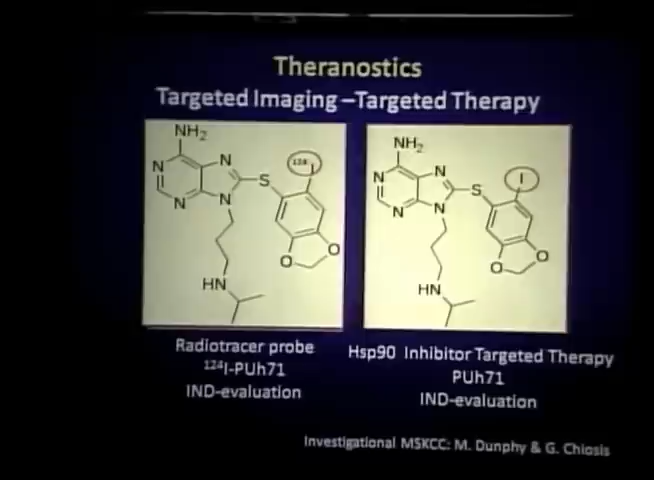 Theranostics
Targeted Imaging –Targeted Therapy
NH₂
N
N
N
N
S
¹²⁴I
O
O
HN
NH₂
N
N
N
N
S
I
O
O
HN
Radiotracer probe
¹²⁴I-PUh71
IND-evaluation
Hsp90 Inhibitor Targeted Therapy
PUh71
IND-evaluation
Investigational MSKCC: M. Dunphy & G. Chiosis